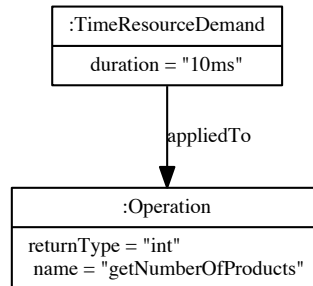 :TimeResourceDemand
duration = "10ms"
appliedTo
:Operation
returnType = "int"
name = "getNumberOfProducts"